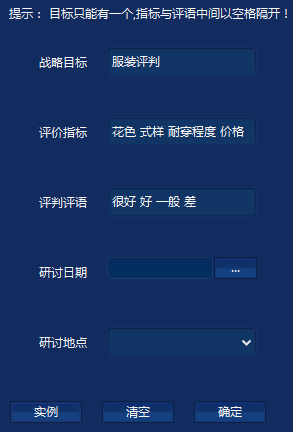 提示： 目标只能有一个,指标与评语中间以空格隔开！
战略目标 服装评判
评价指标 花色 式样 耐穿程度 价格
研判评语 很好 好 一般 差
研讨日期 ...
研讨地点
实例 清空 确定